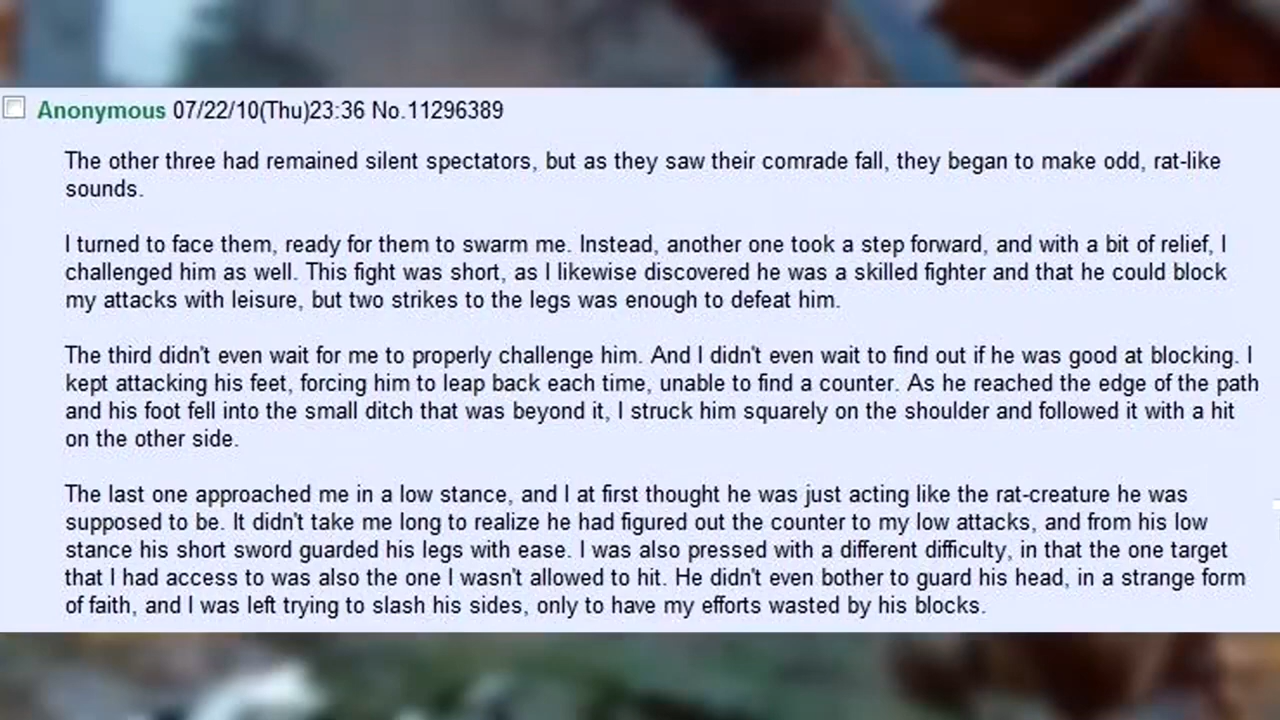 Anonymous 07/22/10(Thu)23:36 No.11296389
The other three had remained silent spectators, but as they saw their comrade fall, they began to make odd, rat-like
sounds.
I turned to face them, ready for them to swarm me. Instead, another one took a step forward, and with a bit of relief, I
challenged him as well. This fight was short, as I likewise discovered he was a skilled fighter and that he could block
my attacks with leisure, but two strikes to the legs was enough to defeat him.
The third didn't even wait for me to properly challenge him. And I didn't even wait to find out if he was good at blocking. I
kept attacking his feet, forcing him to leap back each time, unable to find a counter. As he reached the edge of the path
and his foot fell into the small ditch that was beyond it, I struck him squarely on the shoulder and followed it with a hit
on the other side.
The last one approached me in a low stance, and I at first thought he was just acting like the rat-creature he was
supposed to be. It didn't take me long to realize he had figured out the counter to my low attacks, and from his low
stance his short sword guarded his legs with ease. I was also pressed with a different difficulty, in that the one target
that I had access to was also the one I wasn't allowed to hit. He didn't even bother to guard his head, in a strange form
of faith, and I was left trying to slash his sides, only to have my efforts wasted by his blocks.